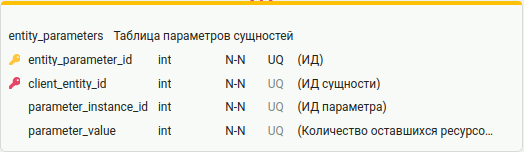 entity_parameters Таблица параметров сущностей
entity_parameter_id int N-N UQ (ИД)
client_entity_id int N-N UQ (ИД сущности)
parameter_instance_id int N-N UQ (ИД параметра)
parameter_value int N-N UQ (Количество оставшихся ресурсо...